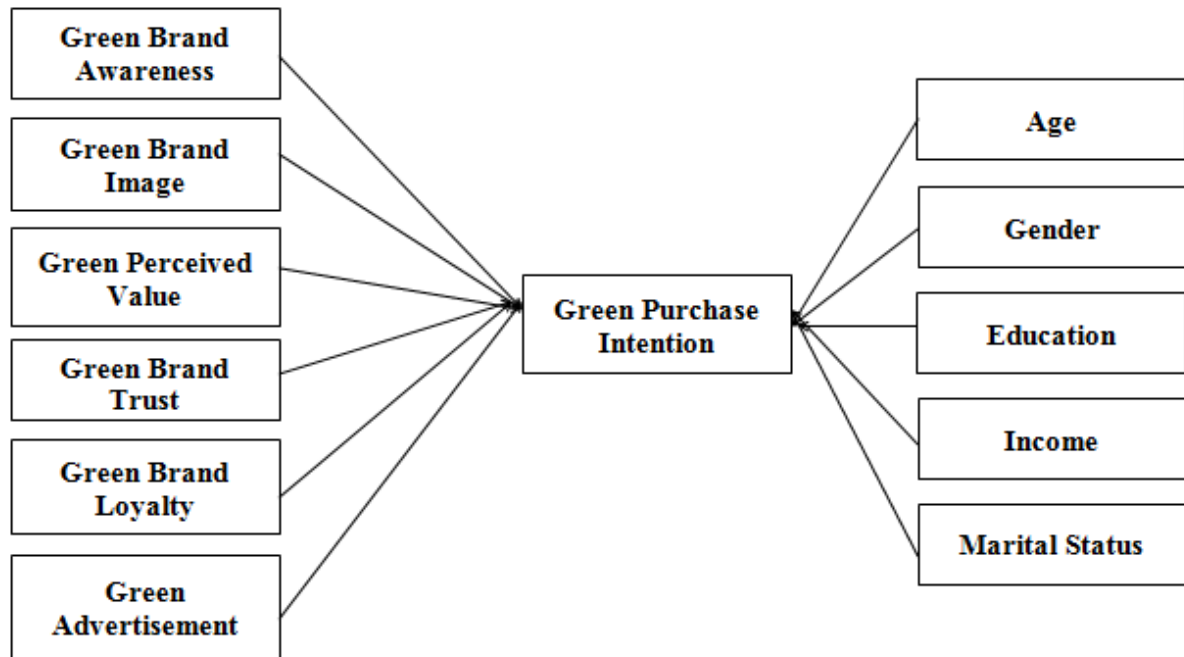 Green Brand
Awareness
Green Brand
Image
Green Perceived
Value
Green Brand
Trust
Green Brand
Loyalty
Green
Advertisement
Green Purchase
Intention
Age
Gender
Education
Income
Marital Status